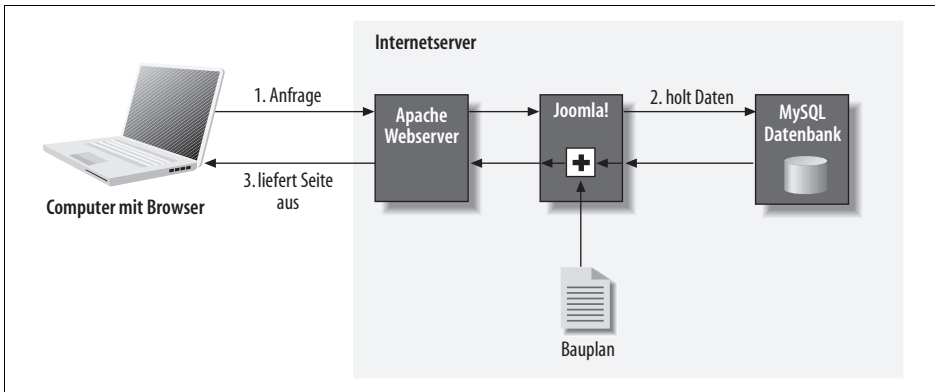 Internetserver
1. Anfrage
Apache
Webserver
Joomla!
2. holt Daten
MySQL
Datenbank
3. liefert Seite
aus
Computer mit Browser
Bauplan